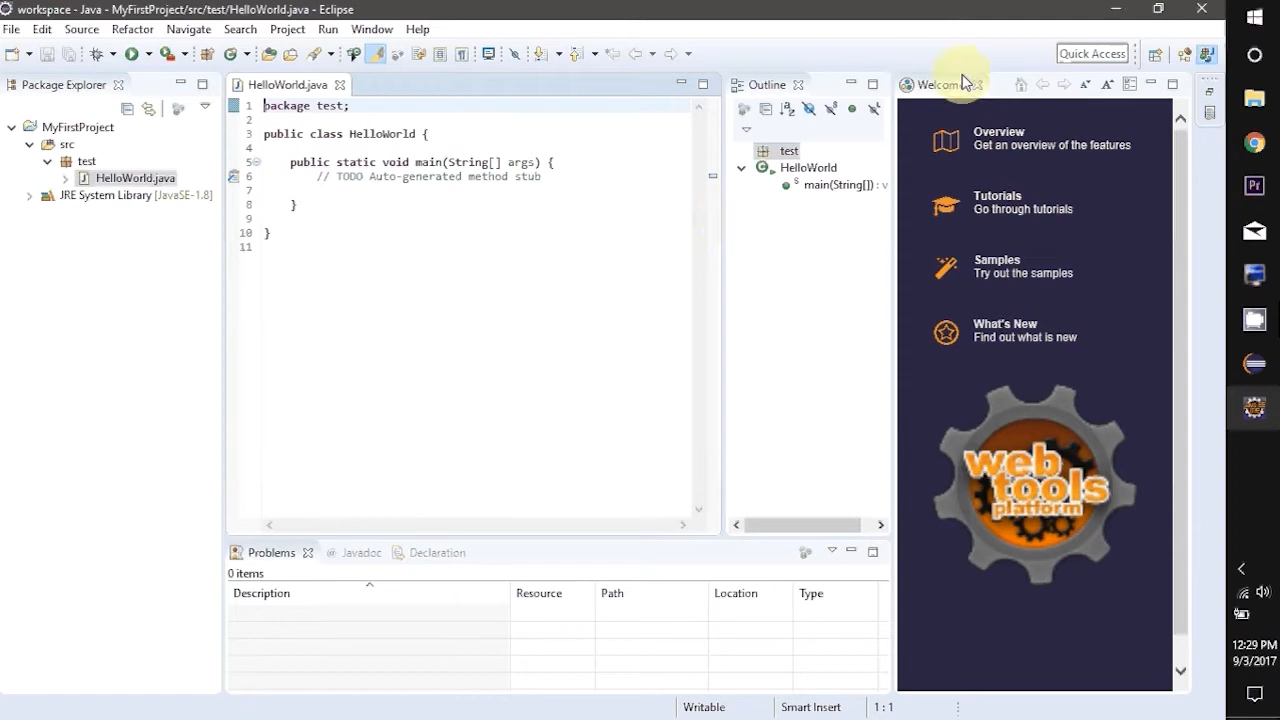 workspace - Java - MyFirstProject/src/test/HelloWorld.java - Eclipse
File Edit Source Refactor Navigate Search Project Run Window Help
Quick Access
Package Explorer
MyFirstProject
src
test
HelloWorld.java
JRE System Library [JavaSE-1.8]
HelloWorld.java
1 package test;
2
3 public class HelloWorld {
4
5 public static void main(String[] args) {
6 // TODO Auto-generated method stub
7
8 }
9
10 }
11
Outline
test
HelloWorld
main(String[]) : v
Welcom
Overview
Get an overview of the features
Tutorials
Go through tutorials
Samples
Try out the samples
What's New
Find out what is new
web
tools
platform
Problems Javadoc Declaration
0 items
Description Resource Path Location Type
Writable Smart Insert 1 : 1
Pr
12:29 PM
9/3/2017